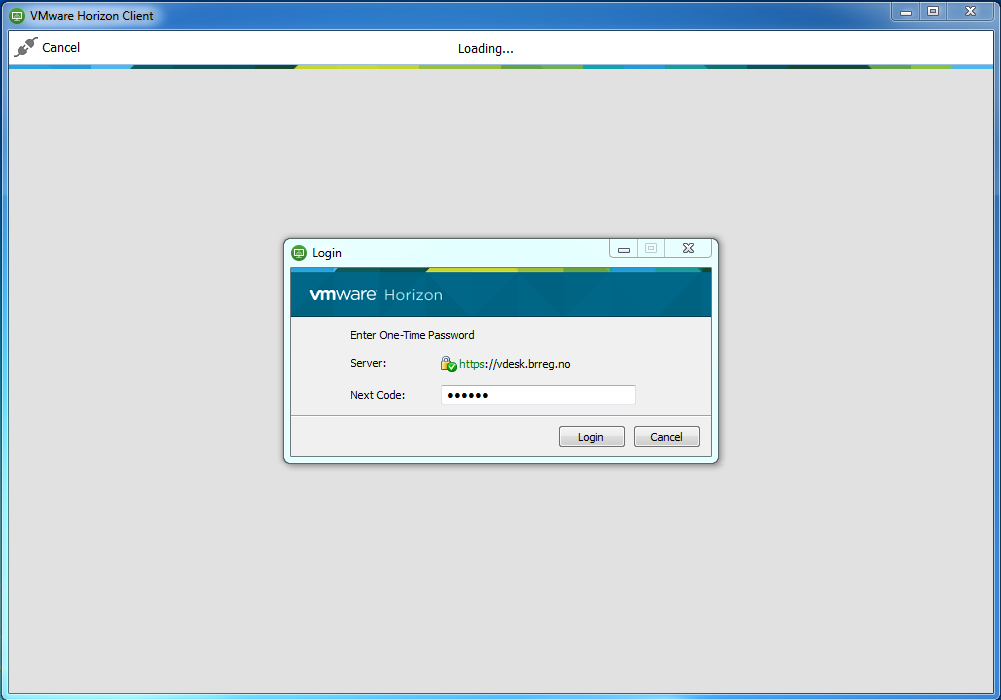 VMware Horizon Client
Cancel
Loading...
Login
vmware Horizon
Enter One-Time Password
Server: https://vdesk.brreg.no
Next Code: ●●●●●●
Login Cancel